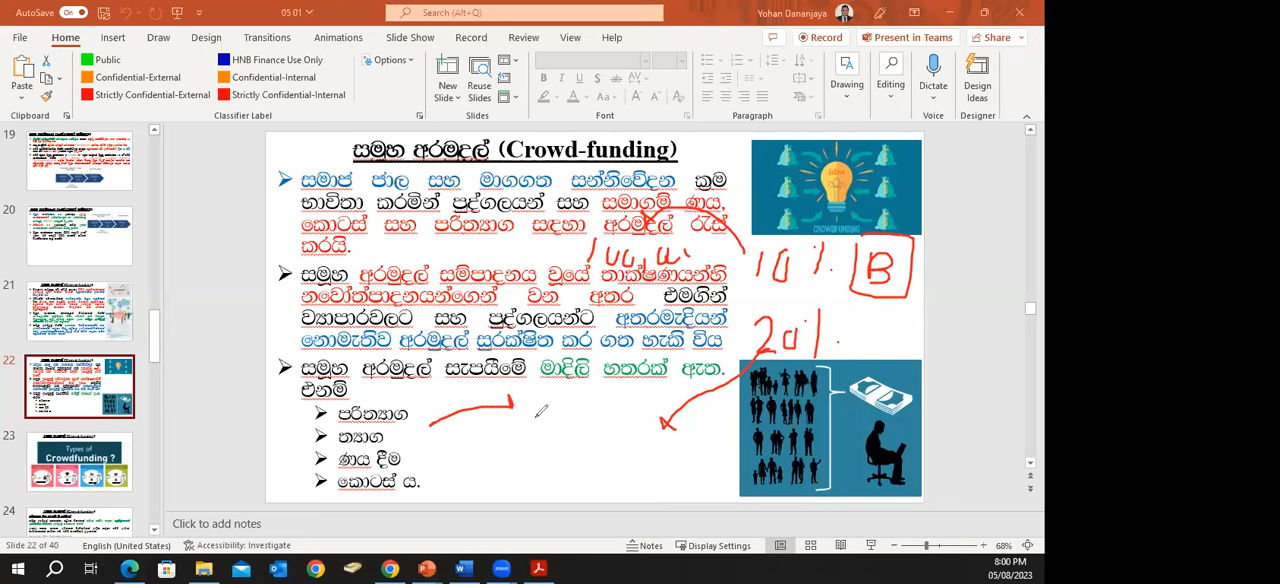 AutoSave On 05 01 Search (Alt+Q) Yohan Dananjaya
File Home Insert Draw Design Transitions Animations Slide Show Record Review View Help Record Present in Teams Share
Public HNB Finance Use Only Options
Confidential-External Confidential-Internal
Strictly Confidential-External Strictly Confidential-Internal
Paste New Slide Reuse Slides Drawing Editing Dictate Design Ideas
Clipboard Classifier Label Slides Font Paragraph Voice Designer
19
20
21
22
23
24
Types of
Crowdfunding ?
සමූහ අරමුදල් (Crowd-funding)
සමාජ ජාල සහ මාගගත සන්නිවේදන ක්‍රම
භාවිතා කරමින් පුද්ගලයන් සහ සමාගම් ණය,
කොටස් සහ පරිත්‍යාග සඳහා අරමුදල් රැස්
කරයි.
සමූහ අරමුදල් සම්පාදනය වූයේ තාක්ෂණයන්හි
නවෝත්පාදනයන්ගෙන් වන අතර එමගින්
ව්‍යාපාරවලට සහ පුද්ගලයන්ට අතරමැදියන්
නොමැතිව අරමුදල් සුරක්ෂිත කර ගත හැකි විය
සමූහ අරමුදල් සැපයීමේ මාදිලි හතරක් ඇත.
එනම්
පරිත්‍යාග
ත්‍යාග
ණය දීම
කොටස් ය.
idea
CROWDFUNDING
10%. B
20%.
Click to add notes
Slide 22 of 40 English (United States) Accessibility: Investigate Notes Display Settings 68%
8:00 PM
05/08/2023